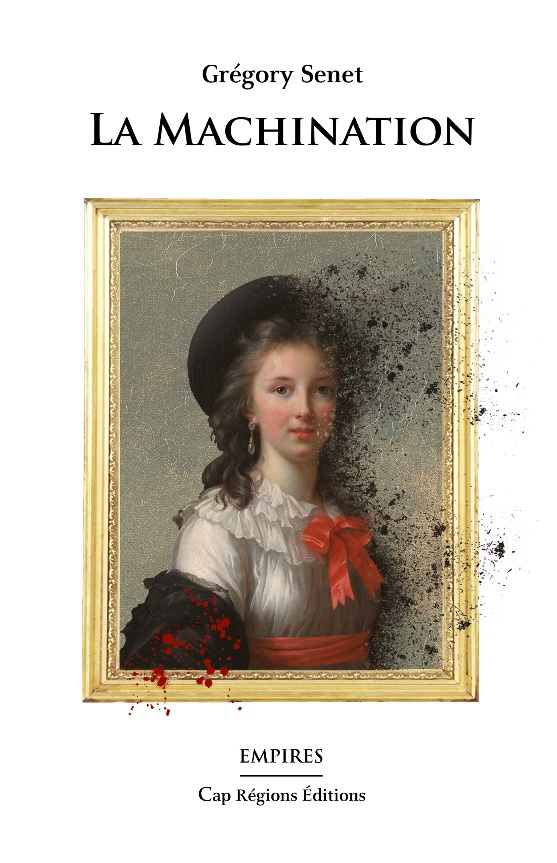 Grégory Senet
La Machination
EMPIRES
Cap Régions Éditions